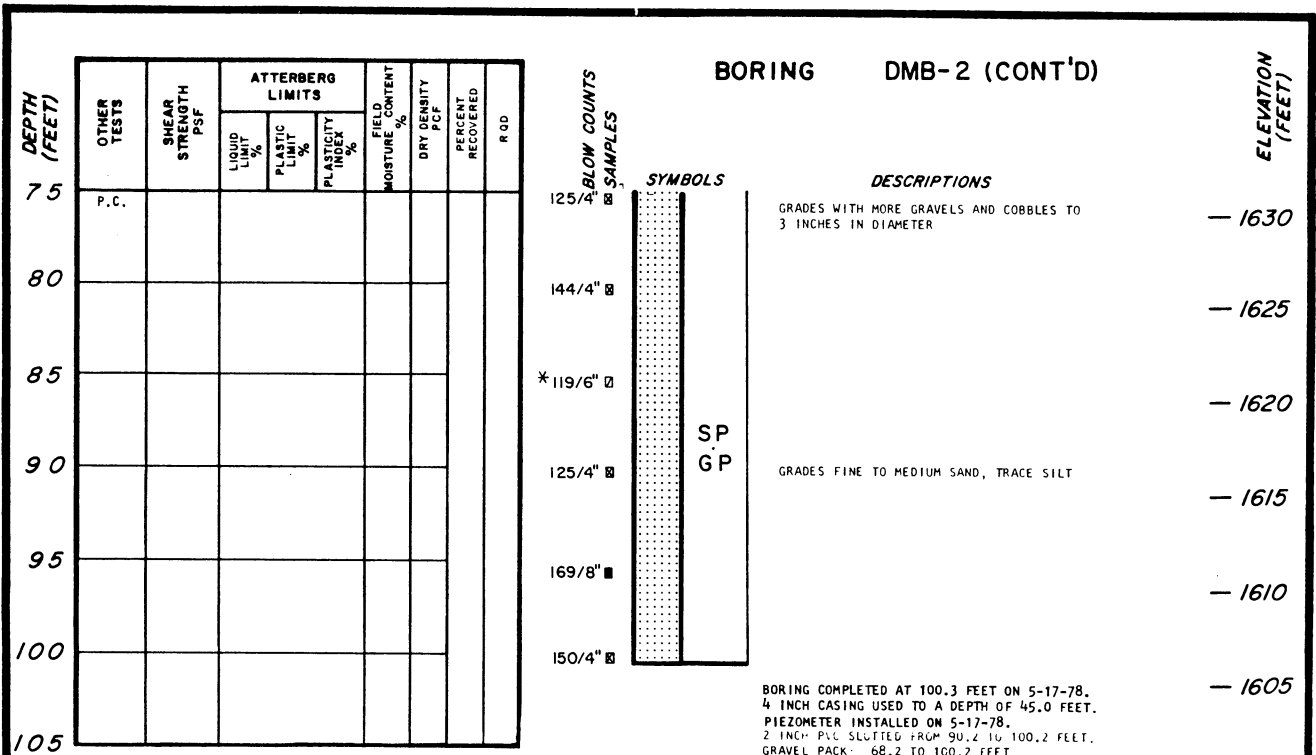 BORING DMB-2 (CONT'D)
DEPTH (FEET)
OTHER TESTS
SHEAR STRENGTH PSF
ATTERBERG LIMITS
LIQUID LIMIT %
PLASTIC LIMIT %
PLASTICITY INDEX %
FIELD MOISTURE CONTENT %
DRY DENSITY PCF
PERCENT RECOVERED
RQD
BLOW COUNTS
SAMPLES
SYMBOLS
DESCRIPTIONS
ELEVATION (FEET)
75
P.C.
125/4"
GRADES WITH MORE GRAVELS AND COBBLES TO
3 INCHES IN DIAMETER
— 1630
80
144/4"
— 1625
85
*119/6"
— 1620
SP
GP
90
125/4"
GRADES FINE TO MEDIUM SAND, TRACE SILT
— 1615
95
169/8"
— 1610
100
150/4"
— 1605
BORING COMPLETED AT 100.3 FEET ON 5-17-78.
4 INCH CASING USED TO A DEPTH OF 45.0 FEET.
PIEZOMETER INSTALLED ON 5-17-78.
2 INCH PVC SLOTTED FROM 90.2 TO 100.2 FEET.
GRAVEL PACK: 68.2 TO 100.2 FEET
105